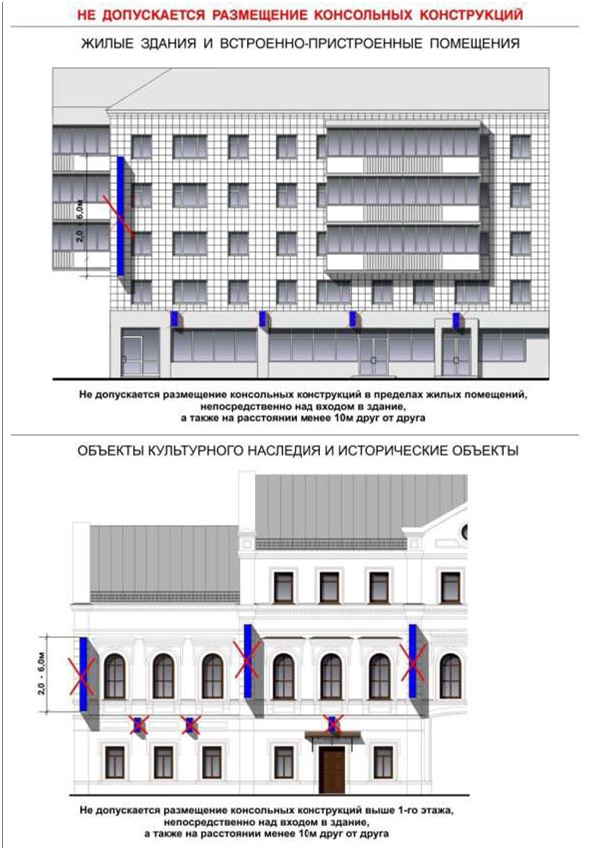 НЕ ДОПУСКАЕТСЯ РАЗМЕЩЕНИЕ КОНСОЛЬНЫХ КОНСТРУКЦИЙ
ЖИЛЫЕ ЗДАНИЯ И ВСТРОЕННО-ПРИСТРОЕННЫЕ ПОМЕЩЕНИЯ
2,0 - 6,0м
Не допускается размещение консольных конструкций в пределах жилых помещений,
непосредственно над входом в здание,
а также на расстоянии менее 10м друг от друга
ОБЪЕКТЫ КУЛЬТУРНОГО НАСЛЕДИЯ И ИСТОРИЧЕСКИЕ ОБЪЕКТЫ
2,0 - 6,0м
Не допускается размещение консольных конструкций выше 1-го этажа,
непосредственно над входом в здание,
а также на расстоянии менее 10м друг от друга